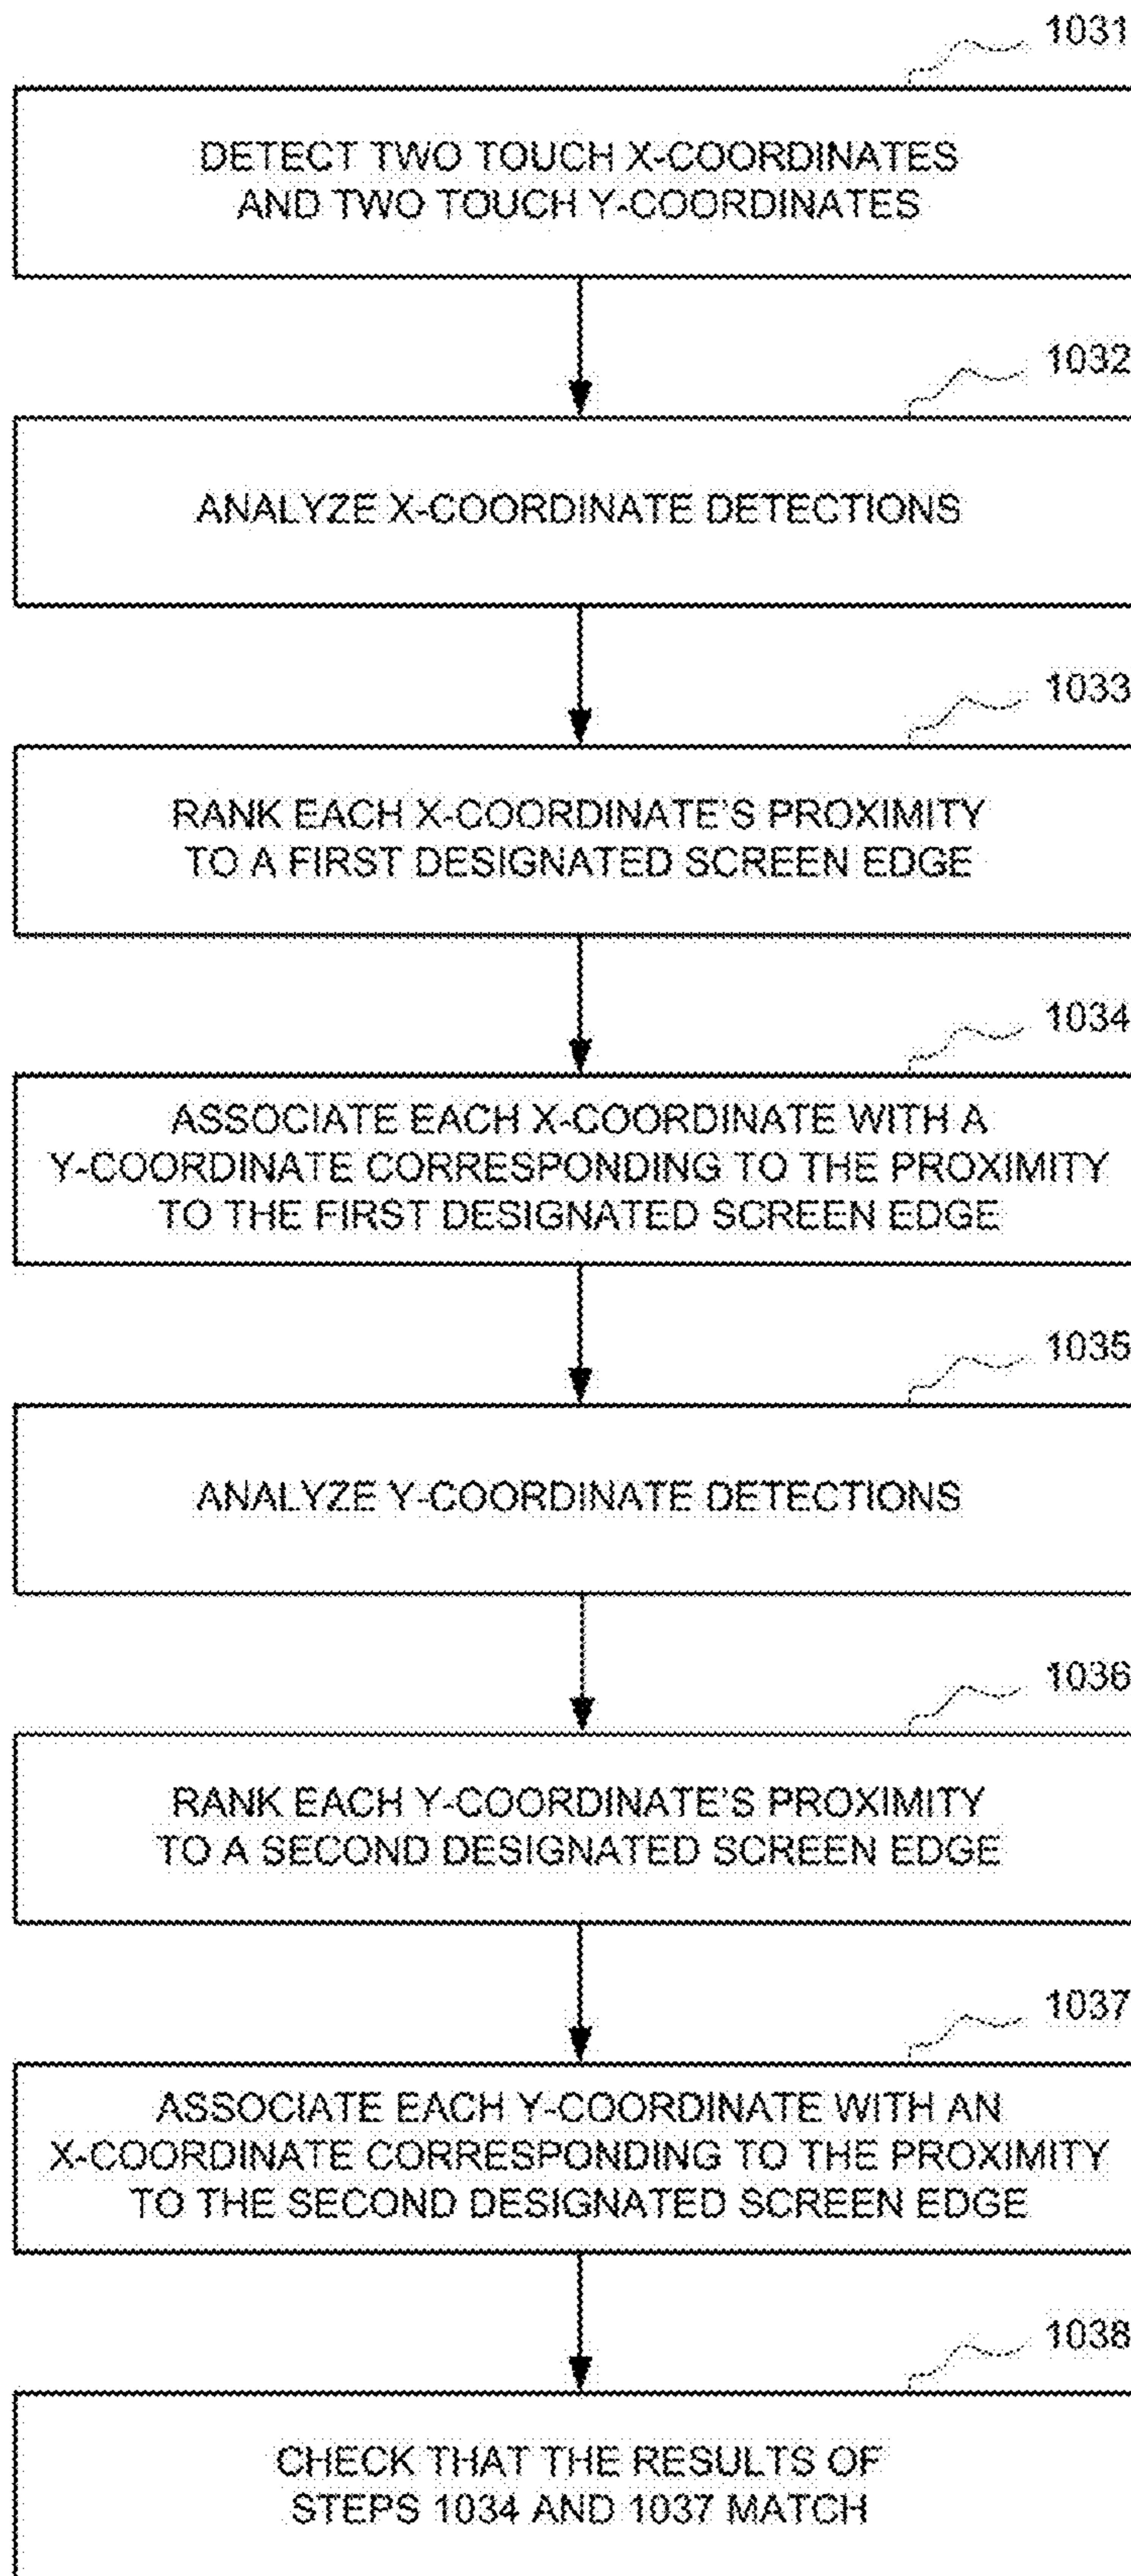 1031
DETECT TWO TOUCH X-COORDINATES
AND TWO TOUCH Y-COORDINATES
1032
ANALYZE X-COORDINATE DETECTIONS
1033
RANK EACH X-COORDINATE'S PROXIMITY
TO A FIRST DESIGNATED SCREEN EDGE
1034
ASSOCIATE EACH X-COORDINATE WITH A
Y-COORDINATE CORRESPONDING TO THE PROXIMITY
TO THE FIRST DESIGNATED SCREEN EDGE
1035
ANALYZE Y-COORDINATE DETECTIONS
1036
RANK EACH Y-COORDINATE'S PROXIMITY
TO A SECOND DESIGNATED SCREEN EDGE
1037
ASSOCIATE EACH Y-COORDINATE WITH AN
X-COORDINATE CORRESPONDING TO THE PROXIMITY
TO THE SECOND DESIGNATED SCREEN EDGE
1038
CHECK THAT THE RESULTS OF
STEPS 1034 AND 1037 MATCH